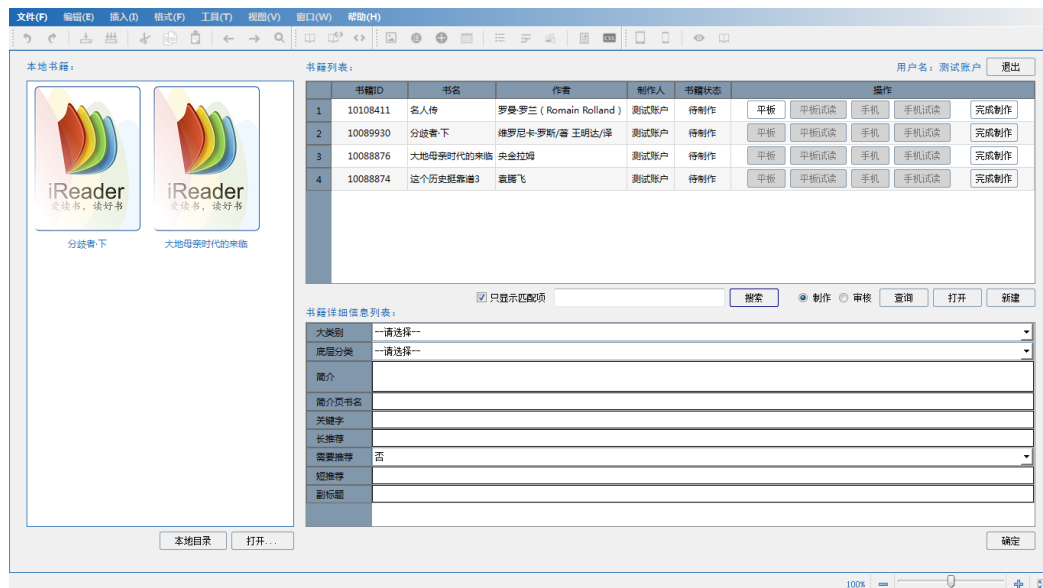 文件(F) 编辑(E) 插入(I) 格式(F) 工具(T) 视图(V) 窗口(W) 帮助(H)
本地书籍：
iReader
爱读书，读好书
分歧者·下
iReader
爱读书，读好书
大地母亲时代的来临
本地目录 打开...
书籍列表： 用户名：测试账户 退出
书籍ID 书名 作者 制作人 书籍状态 操作
1 10108411 名人传 罗曼·罗兰（Romain Rolland） 测试账户 待制作 平板 平板试读 手机 手机试读 完成制作
2 10089930 分歧者·下 维罗尼卡·罗斯/著 王明达/译 测试账户 待制作 平板 平板试读 手机 手机试读 完成制作
3 10088876 大地母亲时代的来临 央金拉姆 测试账户 待制作 平板 平板试读 手机 手机试读 完成制作
4 10088874 这个历史挺靠谱3 袁腾飞 测试账户 待制作 平板 平板试读 手机 手机试读 完成制作
只显示匹配项 搜索 制作 审核 查询 打开 新建
书籍详细信息列表：
大类别 --请选择--
底层分类 --请选择--
简介
简介页书名
关键字
长推荐
需要推荐 否
短推荐
副标题
确定
100%